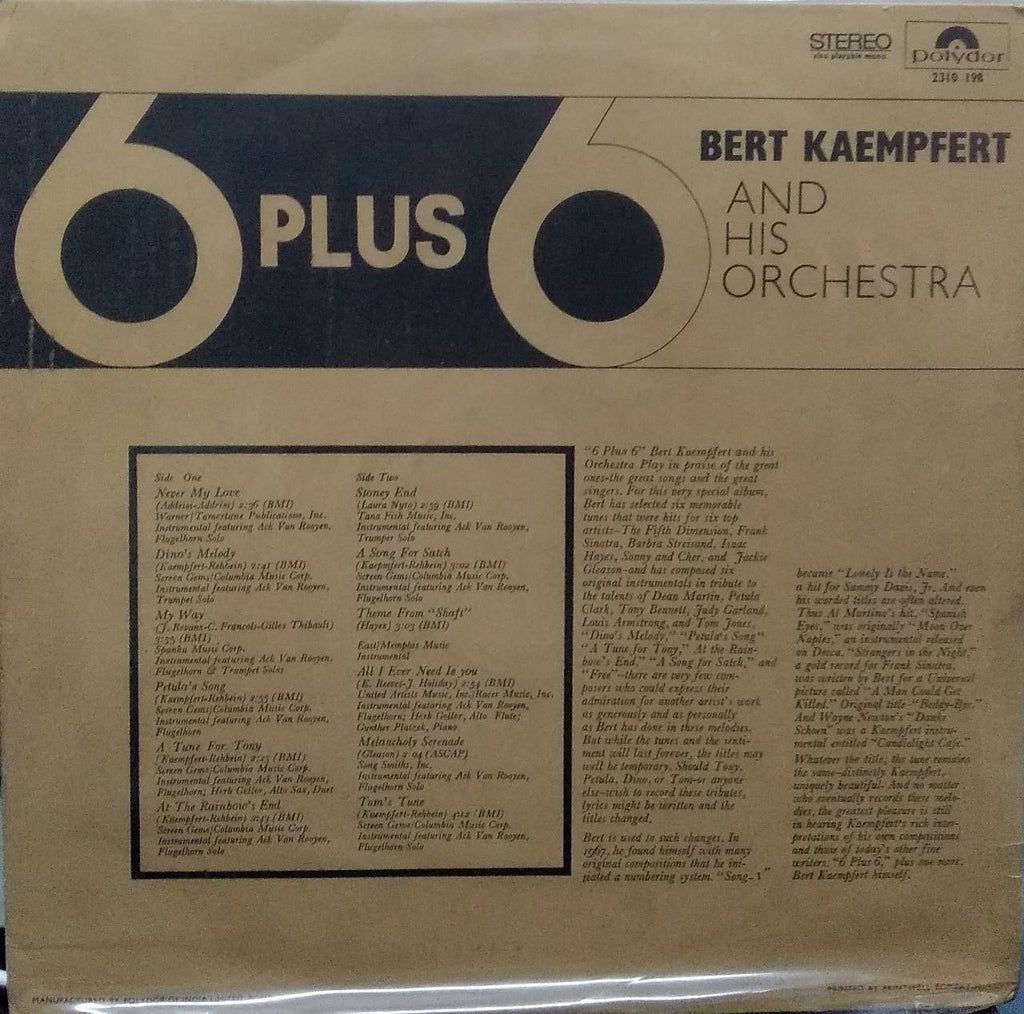 STEREO
also playable mono
Polydor
2310 198
6 PLUS 6
BERT KAEMPFERT
AND
HIS
ORCHESTRA
Side One
Never My Love
(Addrisi-Addrisi) 2:56 (BMI)
Warner/Tamerlane Publications, Inc.
Instrumental featuring Ack Van Rooyen,
Flugelhorn Solo
Dino's Melody
(Kaempfert-Rehbein) 2:41 (BMI)
Screen Gems/Columbia Music Corp.
Instrumental featuring Ack Van Rooyen,
Trumpet Solo
My Way
(J. Revaux-C. Francois-Gilles Thibault)
3:55 (BMI)
Spanka Music Corp.
Instrumental featuring Ack Van Rooyen,
Flugelhorn & Trumpet Solos
Petula's Song
(Kaempfert-Rehbein) 2:55 (BMI)
Screen Gems/Columbia Music Corp.
Instrumental featuring Ack Van Rooyen,
Flugelhorn
A Tune For Tony
(Kaempfert-Rehbein) 2:25 (BMI)
Screen Gems/Columbia Music Corp.
Instrumental featuring Ack Van Rooyen,
Flugelhorn; Herb Geller, Alto Sax, Duet
At The Rainbow's End
(Kaempfert-Rehbein) 2:43 (BMI)
Screen Gems/Columbia Music Corp.
Instrumental featuring Ack Van Rooyen,
Flugelhorn Solo
Side Two
Stoney End
(Laura Nyro) 2:59 (BMI)
Tuna Fish Music, Inc.
Instrumental featuring Ack Van Rooyen,
Trumpet Solo
A Song For Satch
(Kaepmfert-Rehbein) 3:02 (BMI)
Screen Gems/Columbia Music Corp.
Instrumental featuring Ack Van Rooyen,
Flugelhorn Solo
Theme From "Shaft"
(Hayes) 3:03 (BMI)
East/Memphis Music
Instrumental
All I Ever Need Is you
(E. Reeves-J. Holiday) 2:54 (BMI)
United Artists Music, Inc./Racer Music, Inc.
Instrumental featuring Ack Van Rooyen,
Flugelhorn; Herb Geller, Alto Flute;
Gunther Platzek, Piano
Melancholy Serenade
(Gleason) 2:04 (ASCAP)
Song Smiths, Inc.
Instrumental featuring Ack Van Rooyen,
Flugelhorn Solo
Tom's Tune
(Kaempfert-Rehbein) 4:12 (BMI)
Screen Gems/Columbia Music Corp.
Instrumental featuring Ack Van Rooyen,
Flugelhorn Solo
"6 Plus 6" Bert Kaempfert and his
Orchestra Play in praise of the great
ones-the great songs and the great
singers. For this very special album,
Bert has selected six memorable
tunes that were hits for six top
artists-The Fifth Dimension, Frank
Sinatra, Barbra Streisand, Isaac
Hayes, Sonny and Cher, and Jackie
Gleason-and has composed six
original instrumentals in tribute to
the talents of Dean Martin, Petula
Clark, Tony Bennett, Judy Garland,
Louis Armstrong, and Tom Jones.
"Dino's Melody," "Petula's Song"
"A Tune for Tony," At the Rain-
bow's End," "A Song for Satch," and
"Free"-there are very few com-
posers who could express their
admiration for another artist's work
as generously and as personally
as Bert has done in these melodies.
But while the tunes and the senti-
ment will last forever, the titles may
well be temporary. Should Tony,
Petula, Dino, or Tom-or anyone
else-wish to record these tributes,
lyrics might be written and the
titles changed.
Bert is used to such changes. In
1967, he found himself with many
original compositions that he ini-
tiated a numbering system. "Song-1"
became "Lonely Is the Name,"
a hit for Sammy Davis, Jr. And even
his worded titles are often altered.
Thus Al Martino's hit, "Spanish
Eyes," was originally "Moon Over
Naples," an instrumental released
on Decca. "Strangers in the Night,"
a gold record for Frank Sinatra,
was written by Bert for a Universal
picture called "A Man Could Get
Killed." Original title-"Beddy-Bye."
And Wayne Newton's "Danke
Schoen" was a Kaempfert instru-
mental entitled "Candlelight Cafe."
Whatever the title, the tune remains
the same-distinctly Kaempfert,
uniquely beautiful. And no matter
who eventually records these melo-
dies, the greatest pleasure is still
in hearing Kaempfert's rich inter-
pretations of his own compositions
and those of today's other fine
writers. "6 Plus 6," plus one more,
Bert Kaempfert himself.
MANUFACTURED BY POLYDOR OF INDIA LIMITED
PRINTED BY PRINTWELL